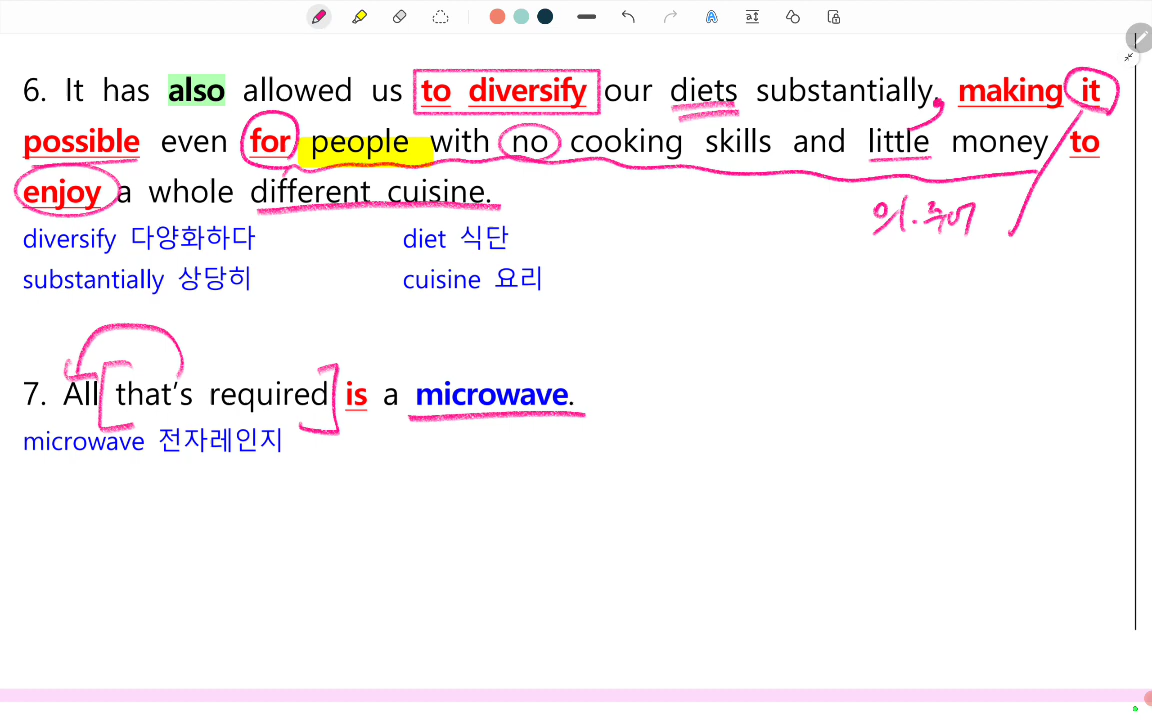 6. It has also allowed us to diversify our diets substantially, making it
possible even for people with no cooking skills and little money to
enjoy a whole different cuisine.
의.주어
diversify 다양화하다 diet 식단
substantially 상당히 cuisine 요리
7. All that's required is a microwave.
microwave 전자레인지